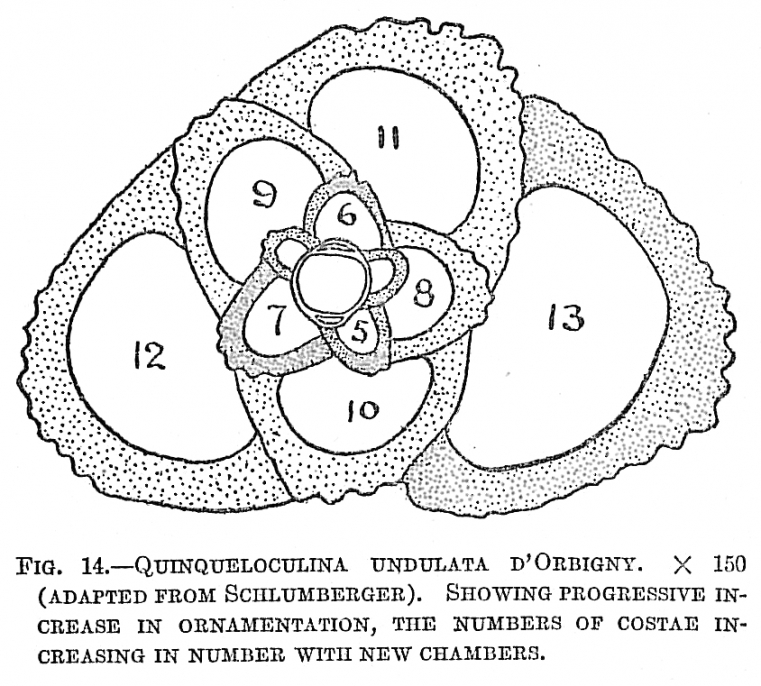 11
9
6
8
13
7
5
12
10
FIG. 14.—QUINQUELOCULINA UNDULATA D'ORBIGNY. × 150
(ADAPTED FROM SCHLUMBERGER). SHOWING PROGRESSIVE IN-
CREASE IN ORNAMENTATION, THE NUMBERS OF COSTAE IN-
CREASING IN NUMBER WITH NEW CHAMBERS.